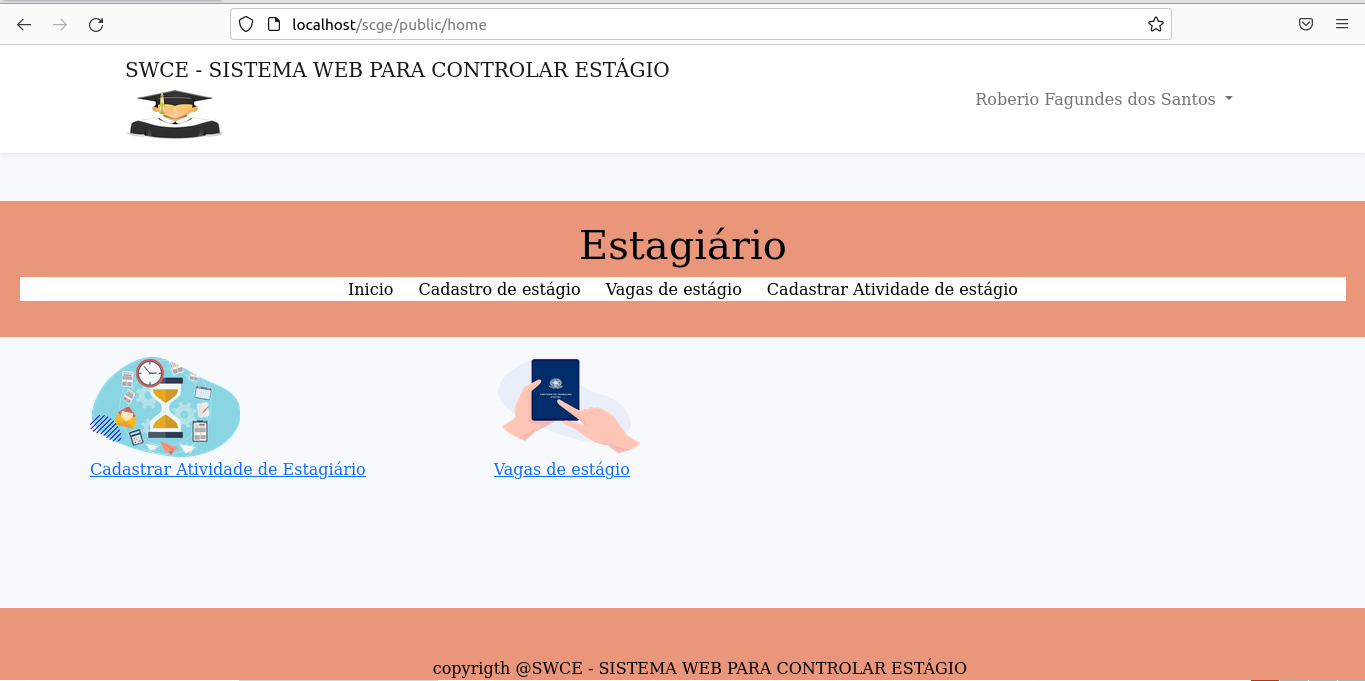 localhost/scge/public/home
SWCE - SISTEMA WEB PARA CONTROLAR ESTÁGIO
Roberio Fagundes dos Santos
Estagiário
Inicio Cadastro de estágio Vagas de estágio Cadastrar Atividade de estágio
Cadastrar Atividade de Estagiário Vagas de estágio
copyrigth @SWCE - SISTEMA WEB PARA CONTROLAR ESTÁGIO